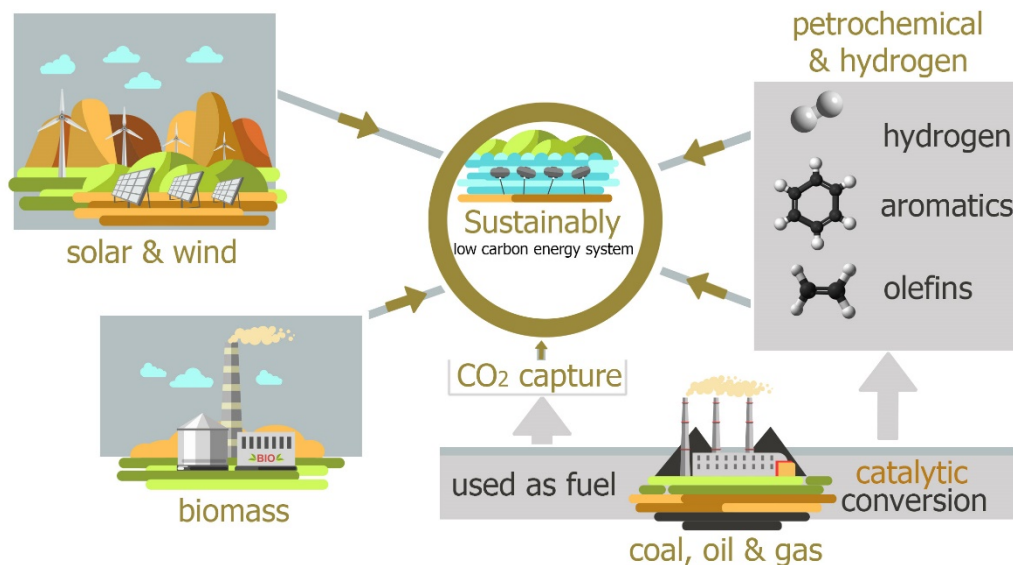 petrochemical
& hydrogen
hydrogen
aromatics
olefins
solar & wind
Sustainably
low carbon energy system
CO₂ capture
BIO
biomass
used as fuel
catalytic
conversion
coal, oil & gas